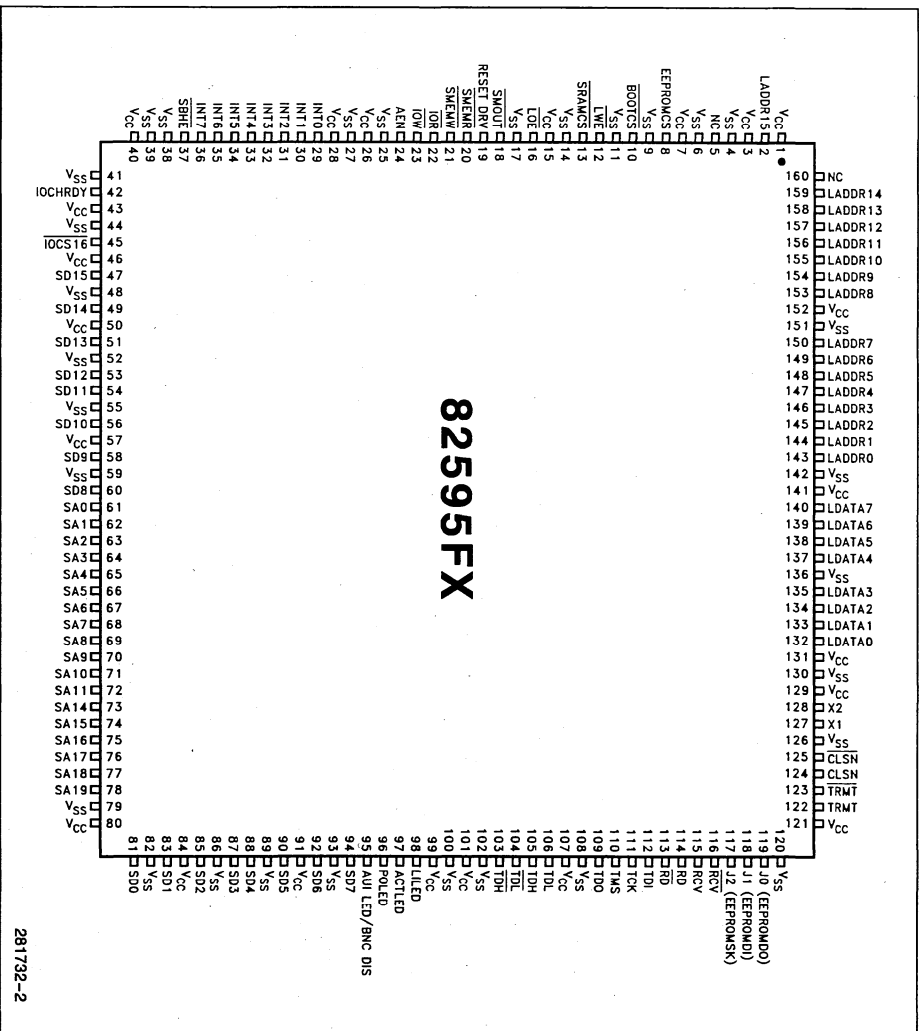 VCC 40
VSS 39
VSS 38
SBHE 37
INT7 36
INT6 35
INT5 34
INT4 33
INT3 32
INT2 31
INT1 30
INT0 29
VCC 28
VSS 27
VCC 26
VSS 25
AEN 24
IOW 23
IOR 22
SMEMW 21
SMEMR 20
RESET DRV 19
SMOUT 18
VSS 17
LOE 16
VCC 15
VSS 14
SRAMCS 13
LWE 12
VSS 11
BOOTCS 10
VSS 9
EEPROMCS 8
VCC 7
VSS 6
NC 5
VSS 4
VCC 3
LADDR15 2
VCC 1
VSS 41
IOCHRDY 42
VCC 43
VSS 44
IOCS16 45
VCC 46
SD15 47
VSS 48
SD14 49
VCC 50
SD13 51
VSS 52
SD12 53
SD11 54
VSS 55
SD10 56
VCC 57
SD9 58
VSS 59
SD8 60
SA0 61
SA1 62
SA2 63
SA3 64
SA4 65
SA5 66
SA6 67
SA7 68
SA8 69
SA9 70
SA10 71
SA11 72
SA14 73
SA15 74
SA16 75
SA17 76
SA18 77
SA19 78
VSS 79
VCC 80
82595FX
160 NC
159 LADDR14
158 LADDR13
157 LADDR12
156 LADDR11
155 LADDR10
154 LADDR9
153 LADDR8
152 VCC
151 VSS
150 LADDR7
149 LADDR6
148 LADDR5
147 LADDR4
146 LADDR3
145 LADDR2
144 LADDR1
143 LADDR0
142 VSS
141 VCC
140 LDATA7
139 LDATA6
138 LDATA5
137 LDATA4
136 VSS
135 LDATA3
134 LDATA2
133 LDATA1
132 LDATA0
131 VCC
130 VSS
129 VCC
128 X2
127 X1
126 VSS
125 CLSN
124 CLSN
123 TRMT
122 TRMT
121 VCC
81 SD0
82 VSS
83 SD1
84 VCC
85 SD2
86 VSS
87 SD3
88 SD4
89 VSS
90 SD5
91 VCC
92 SD6
93 VSS
94 SD7
95 AUI LED/BNC DIS
96 POLED
97 ACTLED
98 LILED
99 VCC
100 VSS
101 VCC
102 VSS
103 TDH
104 TDL
105 TDH
106 TDL
107 VCC
108 VSS
109 TDO
110 TMS
111 TCK
112 TDI
113 RD
114 RD
115 RCV
116 RCV
117 J2 (EEPROMSK)
118 J1 (EEPROMDI)
119 J0 (EEPROMDO)
120 VSS
281732-2